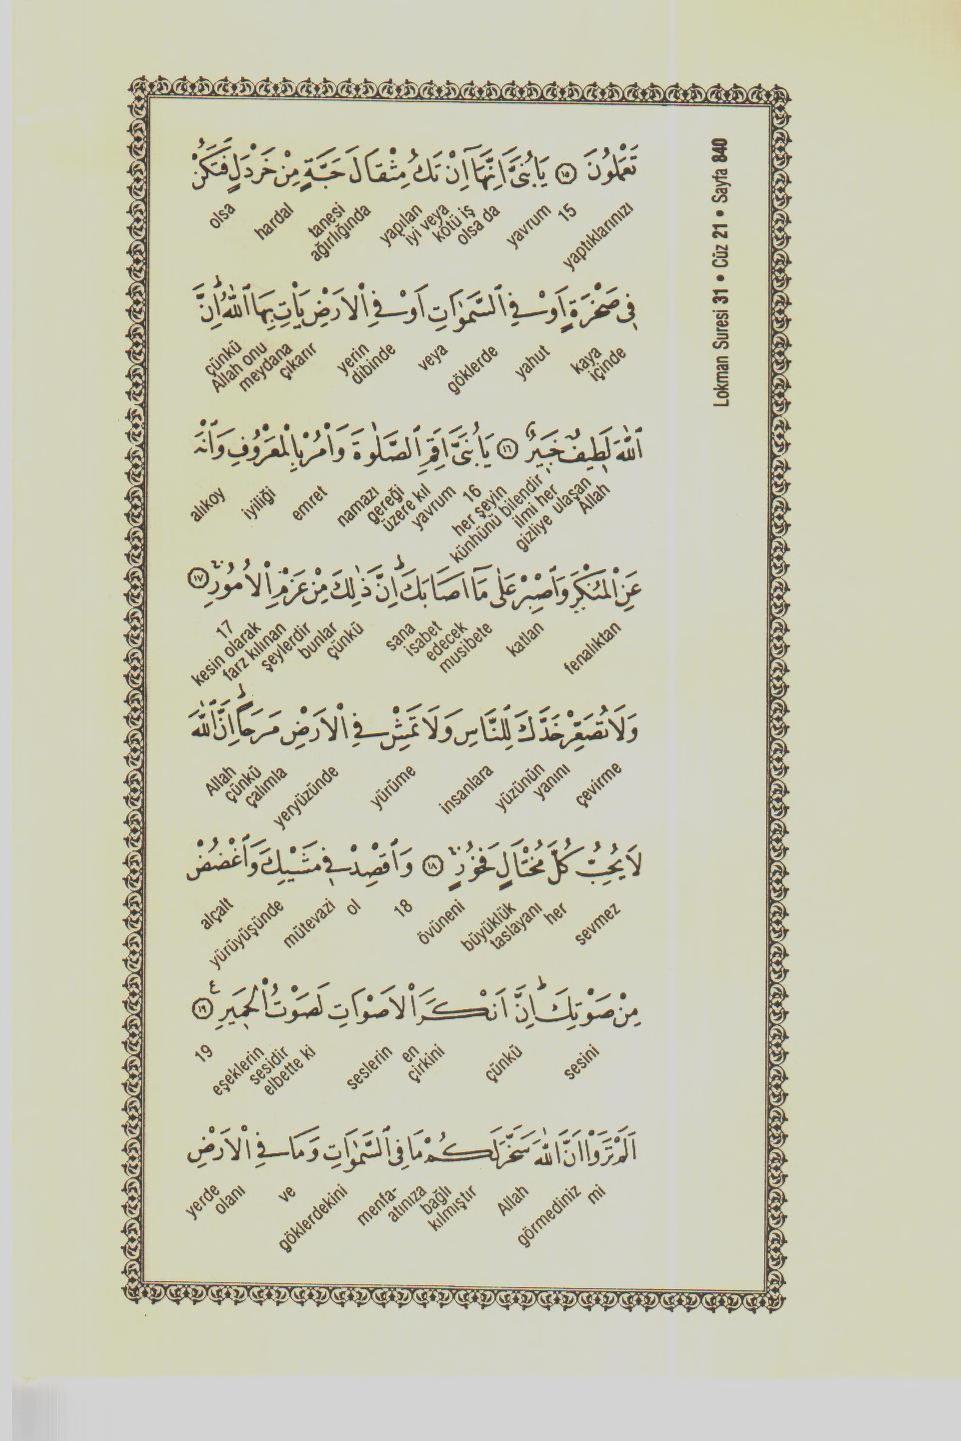 Lokman Suresi 31 • Cüz 21 • Sayfa 840
تَعْمَلُونَ ﴿١٥﴾ يَا بُنَيَّ اِنَّهَٓا اِنْ تَكُ مِثْقَالَ حَبَّةٍ مِنْ خَرْدَلٍ فَتَكُنْ
yaptıklarınızı 15 yavrum yapılan iyi veya kötü iş olsa da tanesi ağırlığında hardal olsa
فِي صَخْرَةٍ اَوْ فِي السَّمٰوَاتِ اَوْ فِي الْاَرْضِ يَأْتِ بِهَا اللّٰهُ اِنَّ
kaya içinde yahut göklerde veya yerin dibinde çünkü Allah onu meydana çıkarır
اللّٰهَ لَطِيفٌ خَبِيرٌ ﴿١٦﴾ يَا بُنَيَّ اَقِمِ الصَّلٰوةَ وَأْمُرْ بِالْمَعْرُوفِ وَانْهَ
Allah gizliye ulaşan ilmi her künhünü bilendir her şeyin 16 yavrum namazı gereği üzere kıl emret iyiliği alıkoy
عَنِ الْمُنْكَرِ وَاصْبِرْ عَلٰى مَٓا اَصَابَكَ اِنَّ ذٰلِكَ مِنْ عَزْمِ الْاُمُورِ ﴿١٧﴾
fenalıktan katlan sana isabet edecek musibete çünkü bunlar kesin olarak farz kılınan şeylerdir 17
وَلَا تُصَعِّرْ خَدَّكَ لِلنَّاسِ وَلَا تَمْشِ فِي الْاَرْضِ مَرَحًا اِنَّ اللّٰهَ
çevirme yüzünün yanını insanlara yürüme yeryüzünde çalımla çünkü Allah
لَا يُحِبُّ كُلَّ مُخْتَالٍ فَخُورٍ ﴿١٨﴾ وَاقْصِدْ فِي مَشْيِكَ وَاغْضُضْ
sevmez her büyüklük taslayanı övüneni 18 ol mütevazi yürüyüşünde alçalt
مِنْ صَوْتِكَ اِنَّ اَنْكَرَ الْاَصْوَاتِ لَصَوْتُ الْحَمِيرِ ﴿١٩﴾ ع
sesini çünkü en çirkini seslerin elbette ki sesidir eşeklerin 19
اَلَمْ تَرَوْا اَنَّ اللّٰهَ سَخَّرَ لَكُمْ مَا فِي السَّمٰوَاتِ وَمَا فِي الْاَرْضِ
görmediniz mi Allah menfa- atınıza bağlı kılmıştır göklerdekini ve yerde olanı